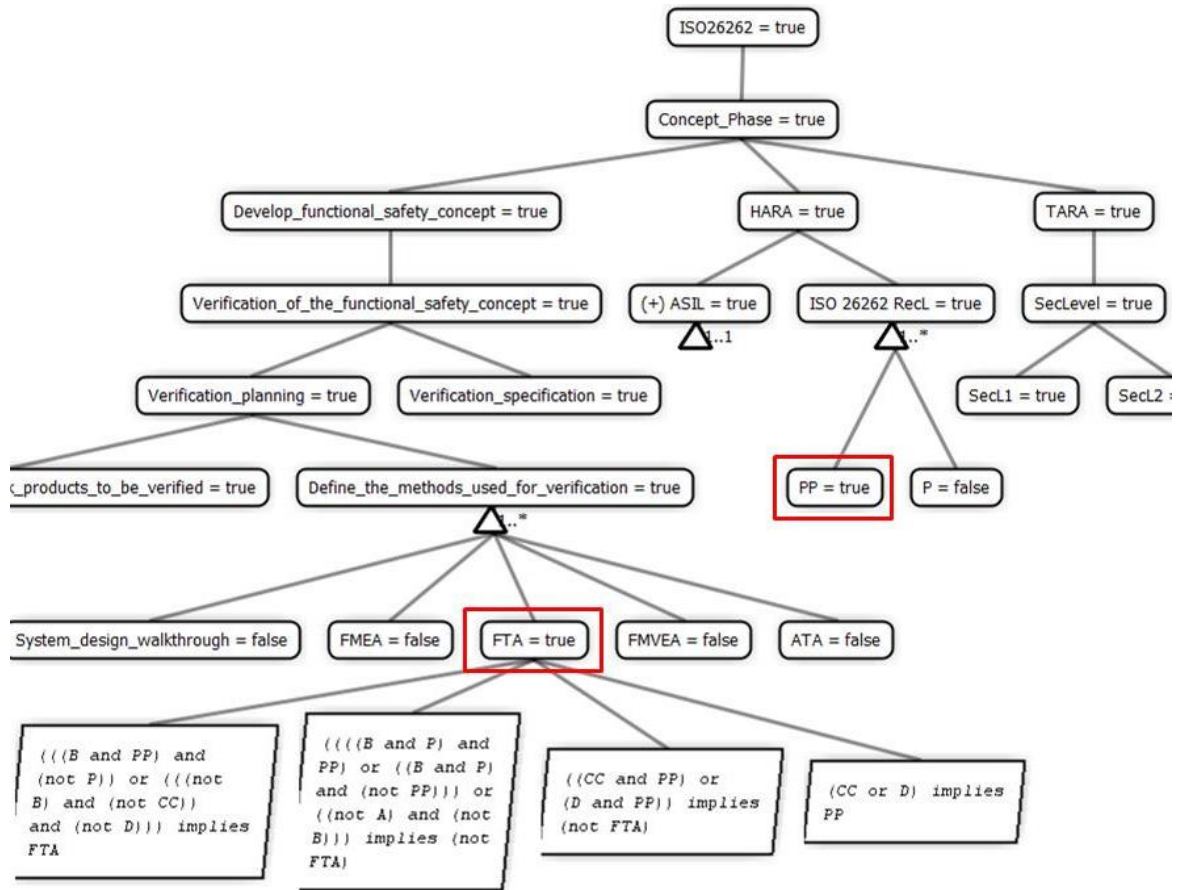 ISO26262 = true
Concept_Phase = true
Develop_functional_safety_concept = true
HARA = true
TARA = true
Verification_of_the_functional_safety_concept = true
(+) ASIL = true
ISO 26262 RecL = true
SecLevel = true
1..1
1..*
Verification_planning = true
Verification_specification = true
SecL1 = true
SecL2 =
_products_to_be_verified = true
Define_the_methods_used_for_verification = true
PP = true
P = false
1..*
System_design_walkthrough = false
FMEA = false
FTA = true
FMVEA = false
ATA = false
(((B and PP) and
(not P)) or (((not
B) and (not CC))
and (not D))) implies
FTA
((((B and P) and
PP) or ((B and P)
and (not PP))) or
((not A) and (not
B))) implies (not
FTA)
((CC and PP) or
(D and PP)) implies
(not FTA)
(CC or D) implies
PP